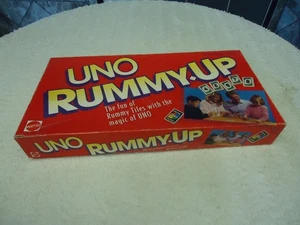 UNO
RUMMY·UP
The fun of
Rummy Tiles with the
magic of UNO
UNO RUMMY·UP